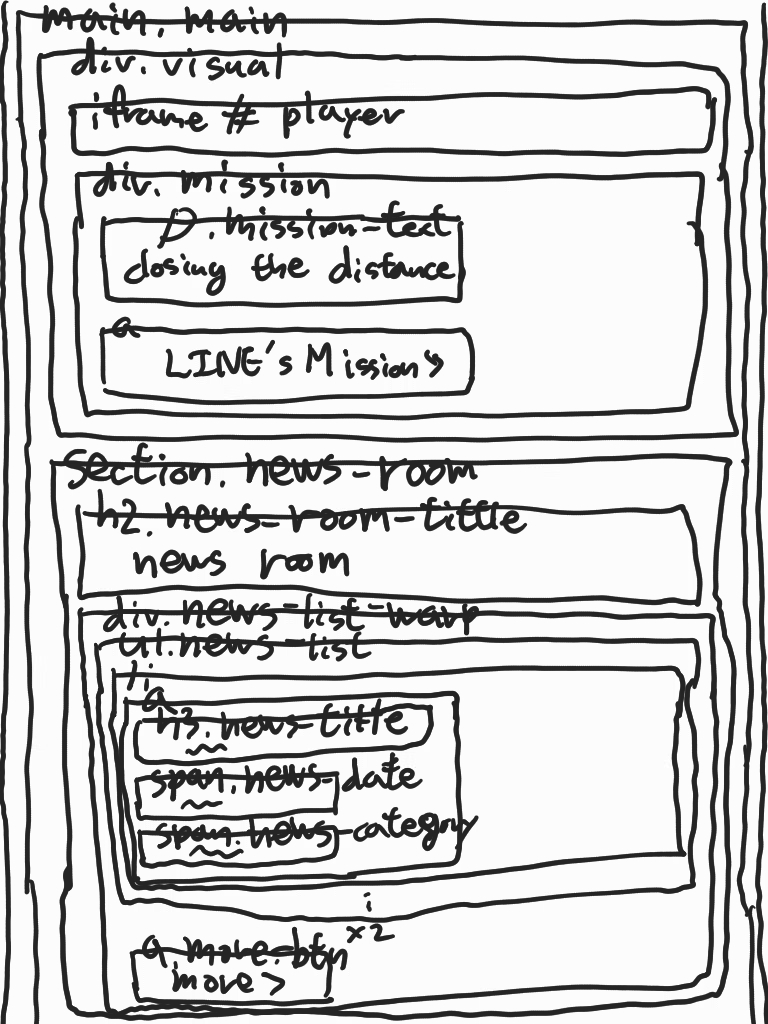 main. main
div. visual
iframe # player
div. mission
p. mission-text
closing the distance
a
LINE's Mission's
section. news-room
h2. news-room-tittle
news room
div. news-list-warp
ul. news-list
li
a
h3. news-title
span. news-date
span. news-category
⋮
a. more-btn x2
more >